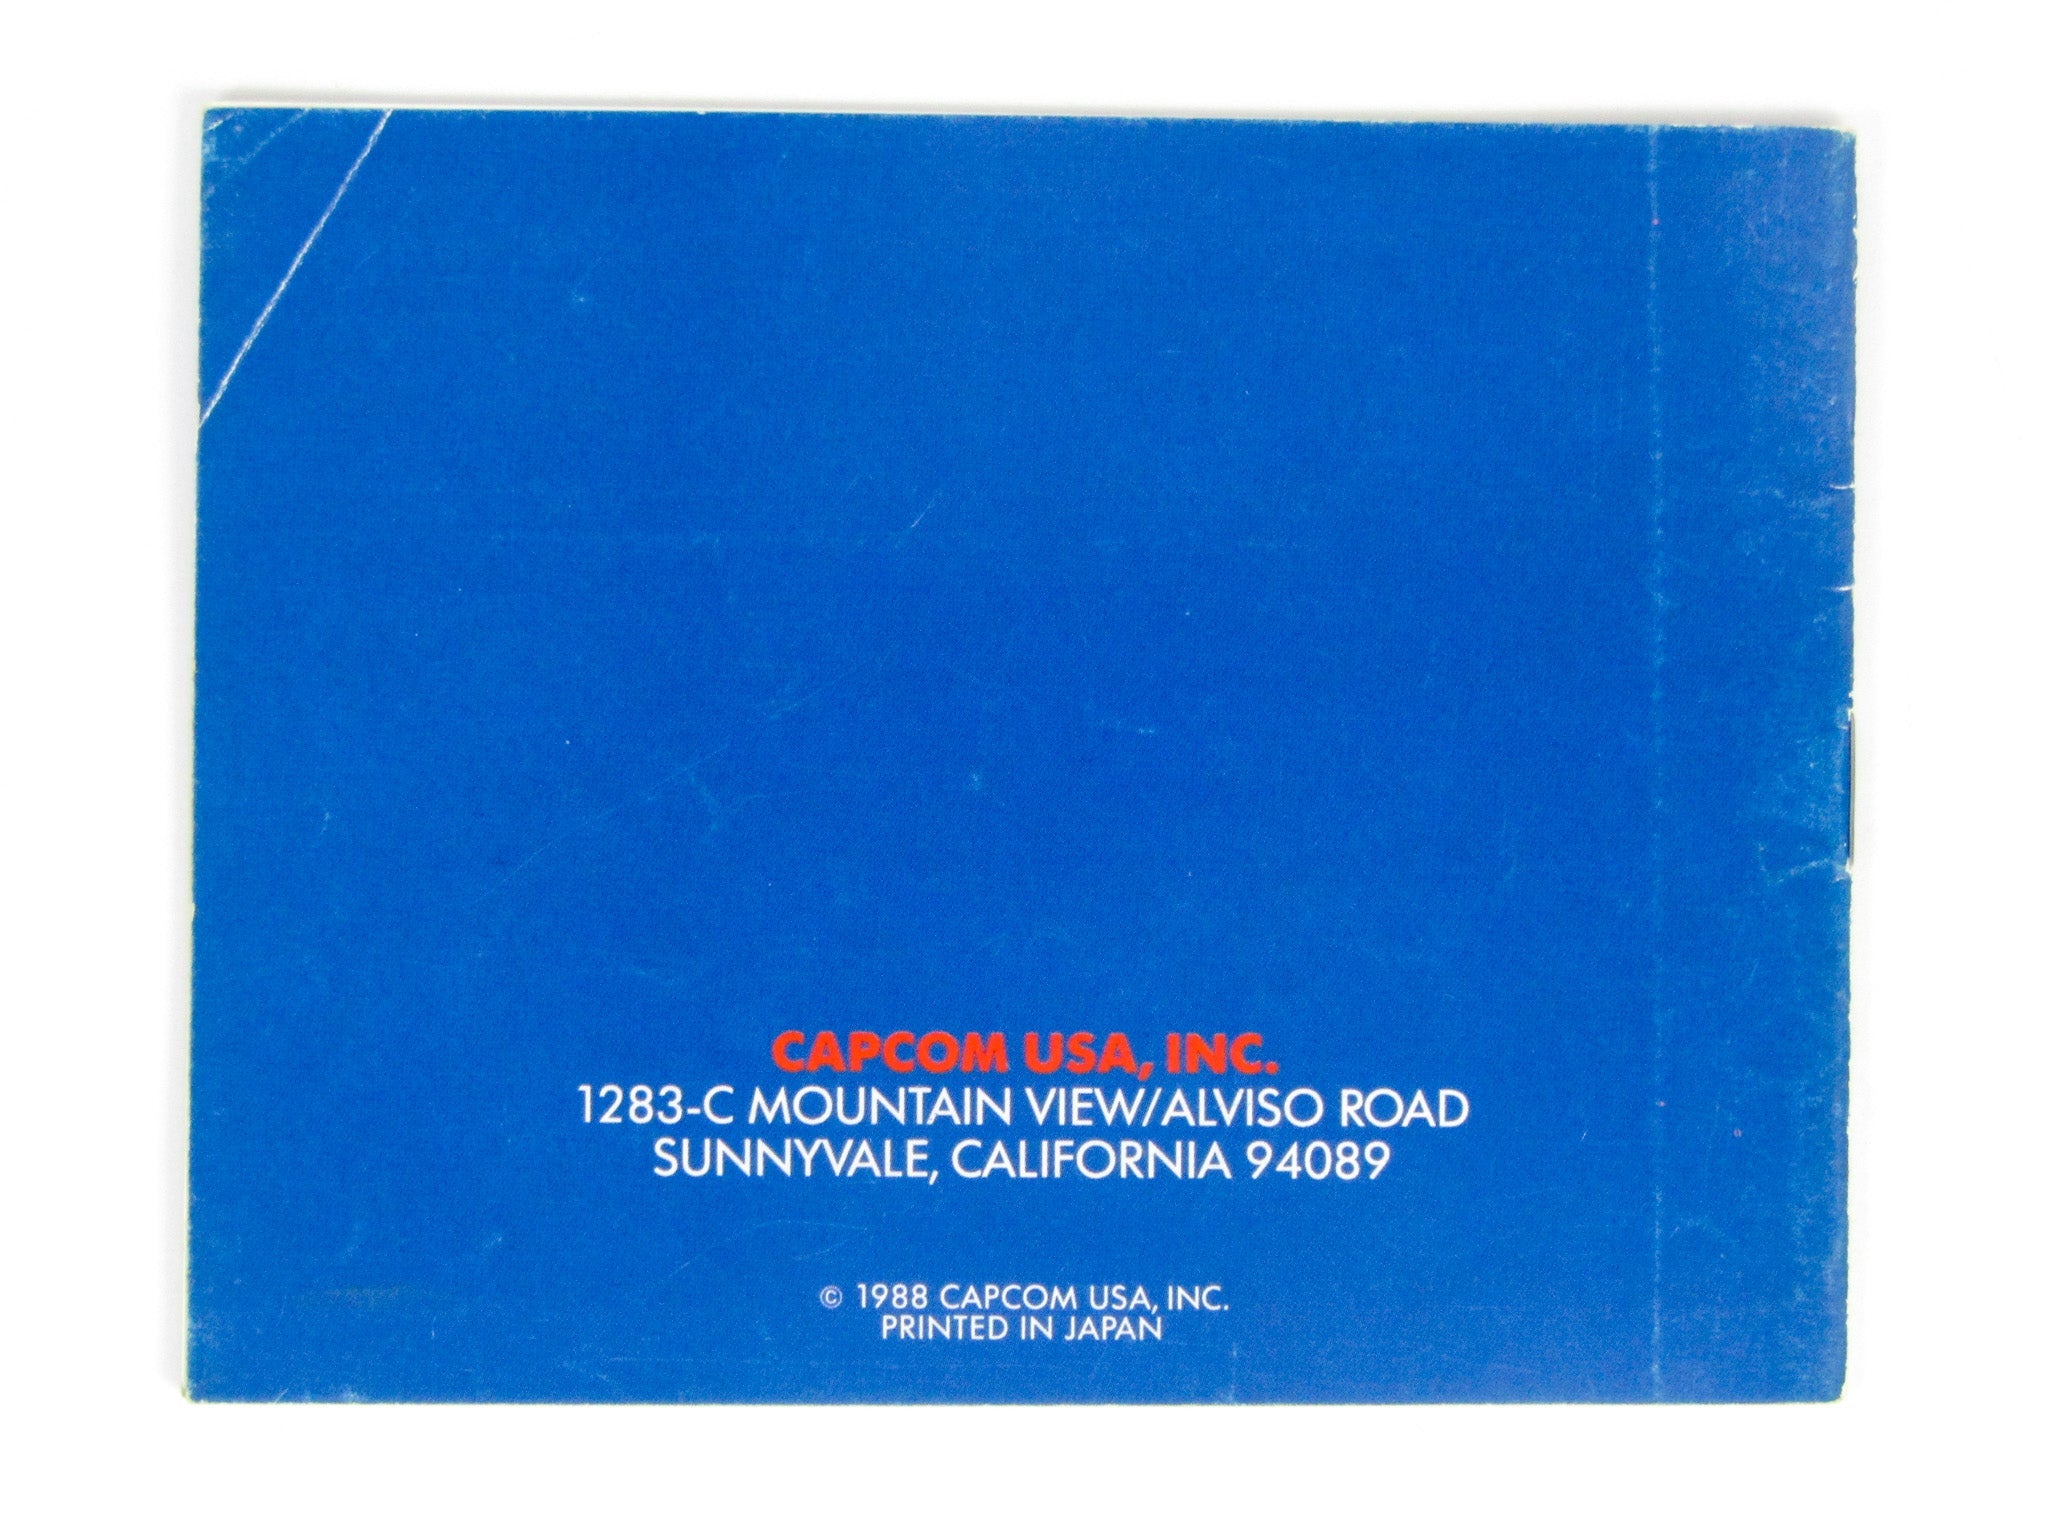 CAPCOM USA, INC.
1283-C MOUNTAIN VIEW/ALVISO ROAD
SUNNYVALE, CALIFORNIA 94089
© 1988 CAPCOM USA, INC.
PRINTED IN JAPAN